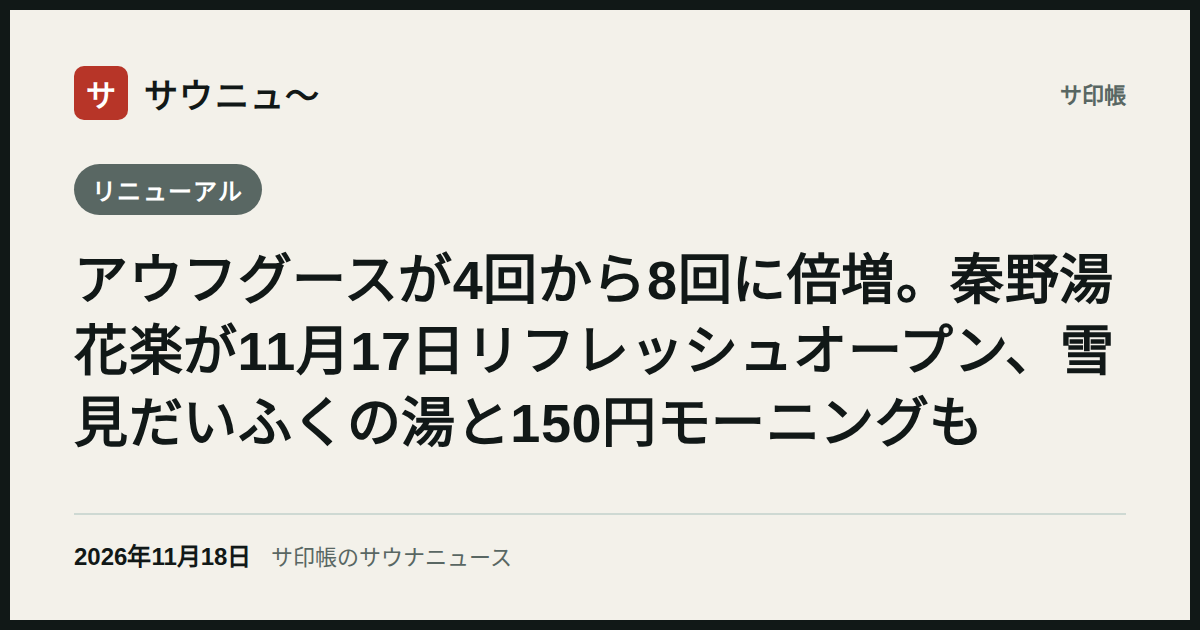 サ サウニュ〜 サ印帳
リニューアル
アウフグースが4回から8回に倍増。秦野湯
花楽が11月17日リフレッシュオープン、雪
見だいふくの湯と150円モーニングも
2026年11月18日 サ印帳のサウナニュース